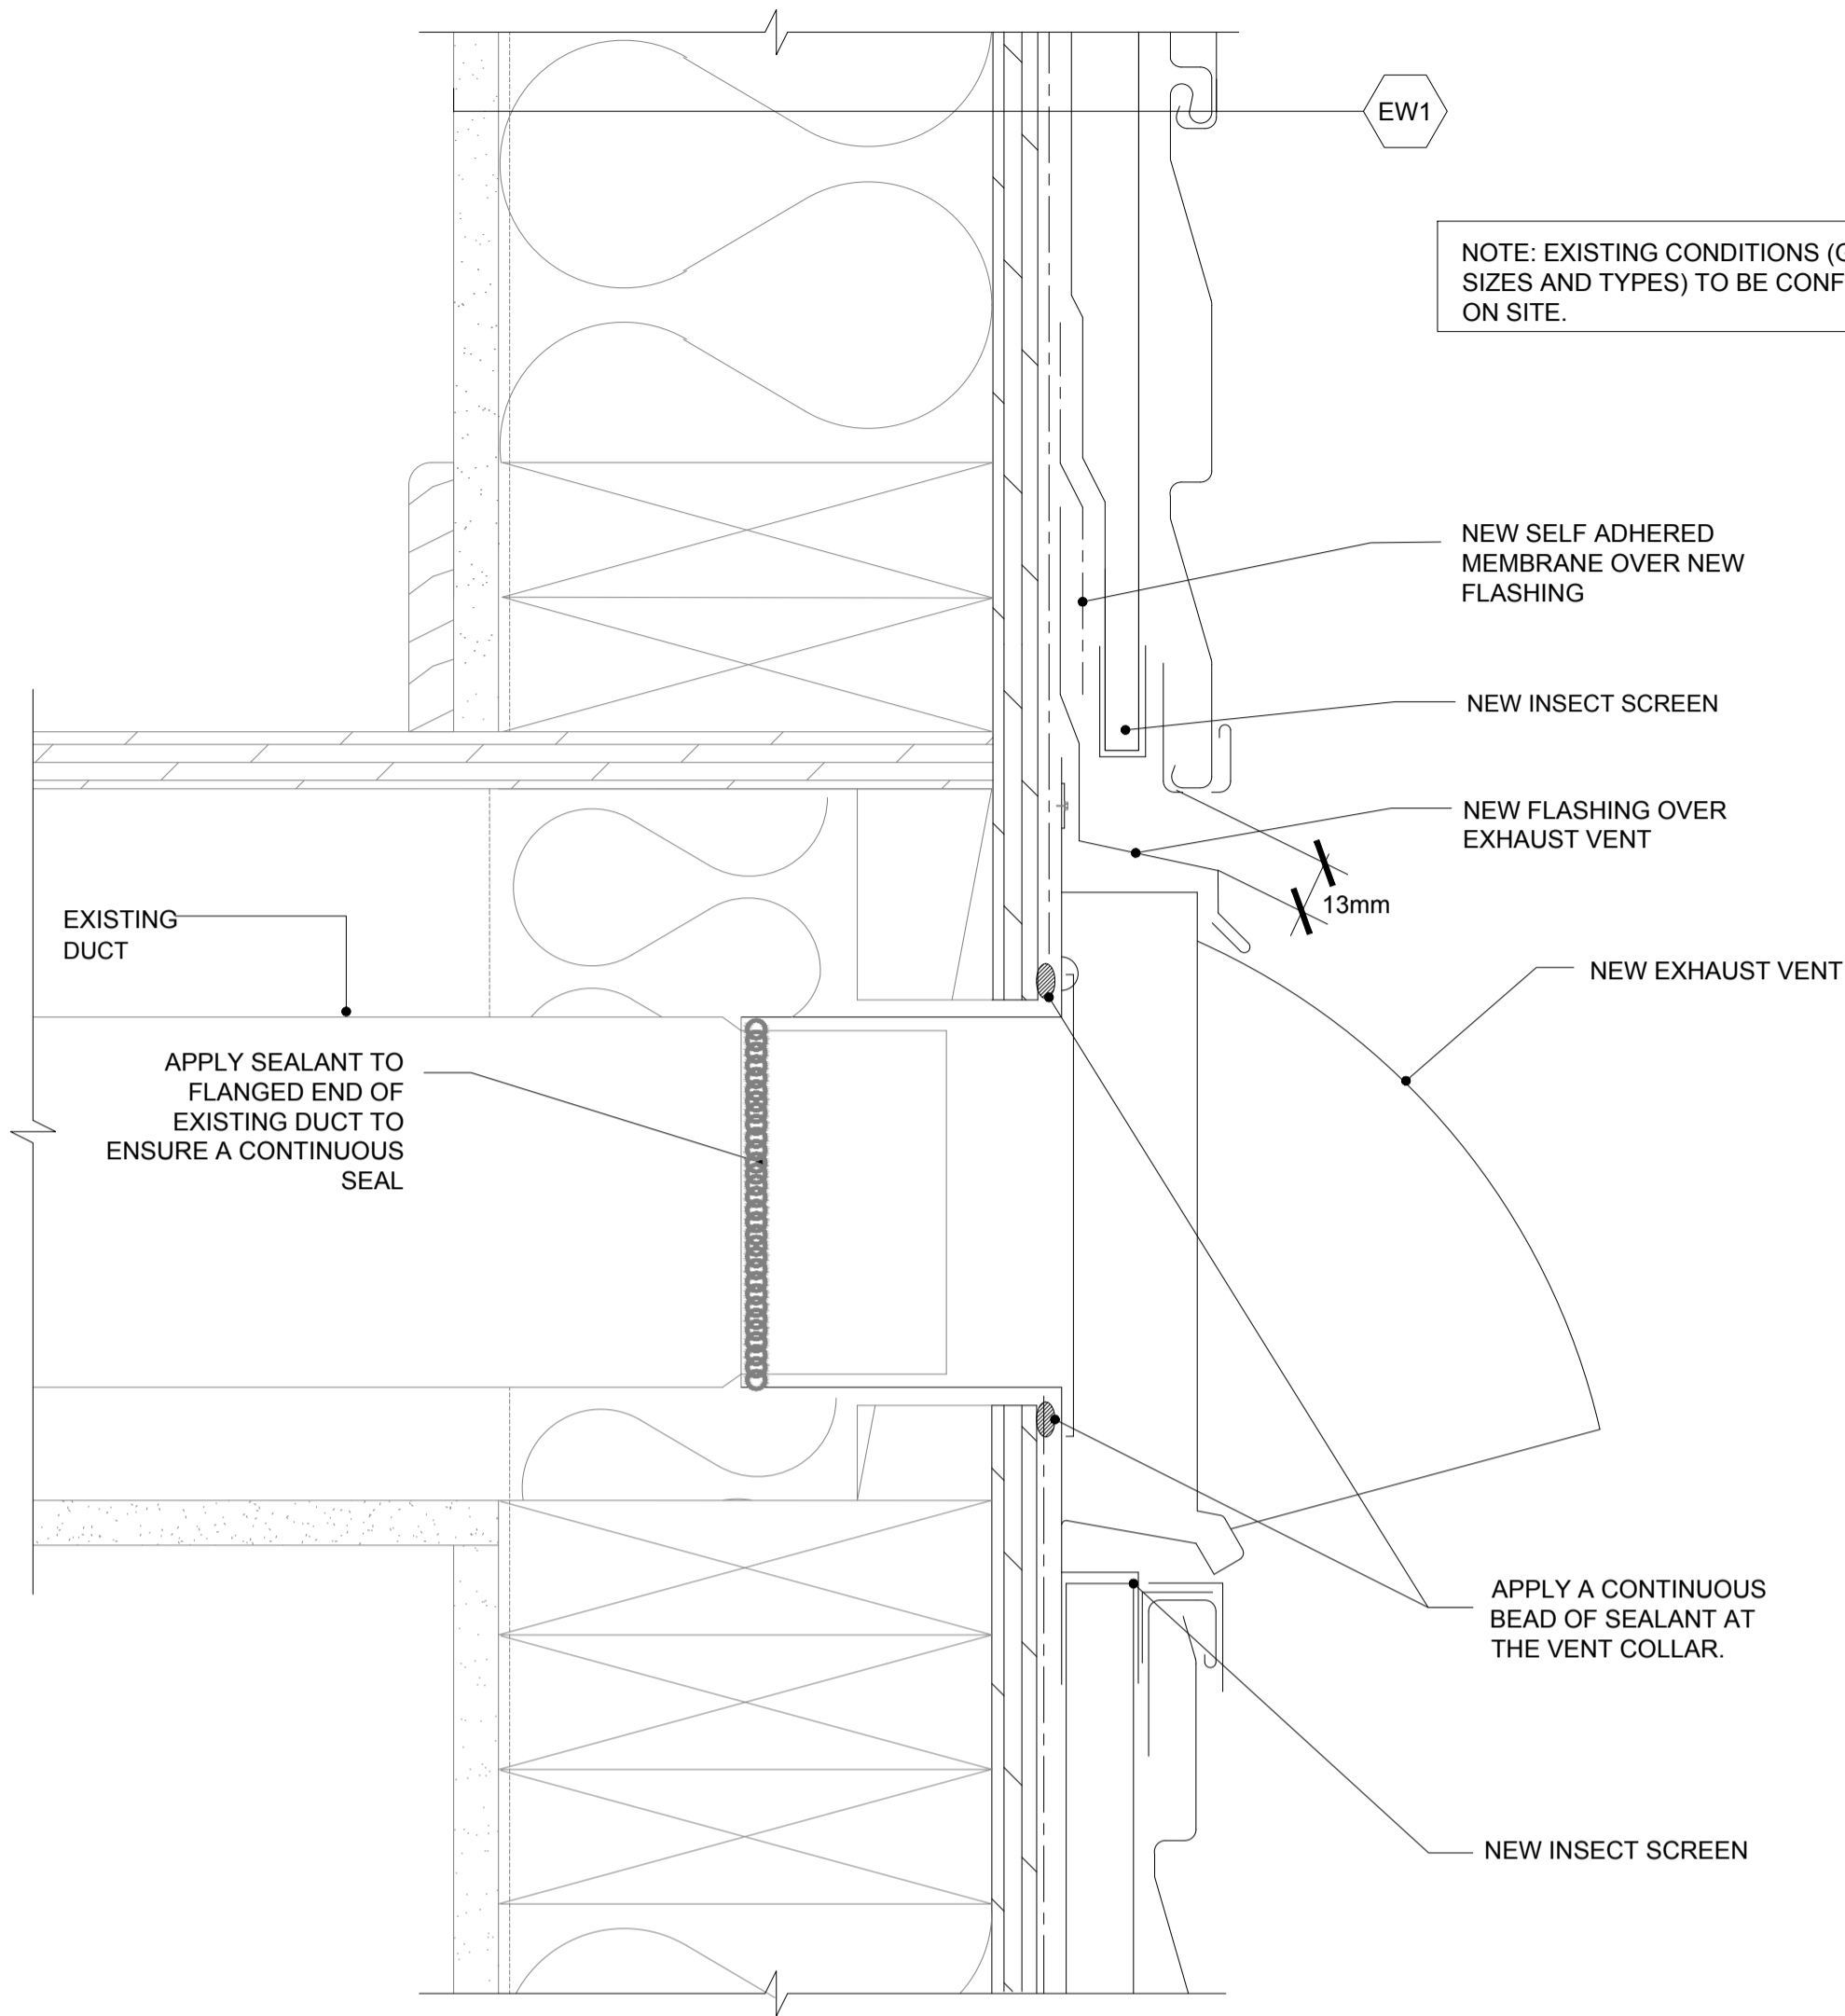 EW1
NOTE: EXISTING CONDITIONS
SIZES AND TYPES) TO BE
ON SITE.
NEW SELF ADHERED
MEMBRANE OVER NEW
FLASHING
NEW INSECT SCREEN
NEW FLASHING OVER
EXHAUST VENT
13mm
EXISTING
DUCT
NEW EXHAUST VENT
APPLY SEALANT TO
FLANGED END OF
EXISTING DUCT TO
ENSURE A CONTINUOUS
SEAL
APPLY A CONTINUOUS
BEAD OF SEALANT AT
THE VENT COLLAR.
NEW INSECT SCREEN